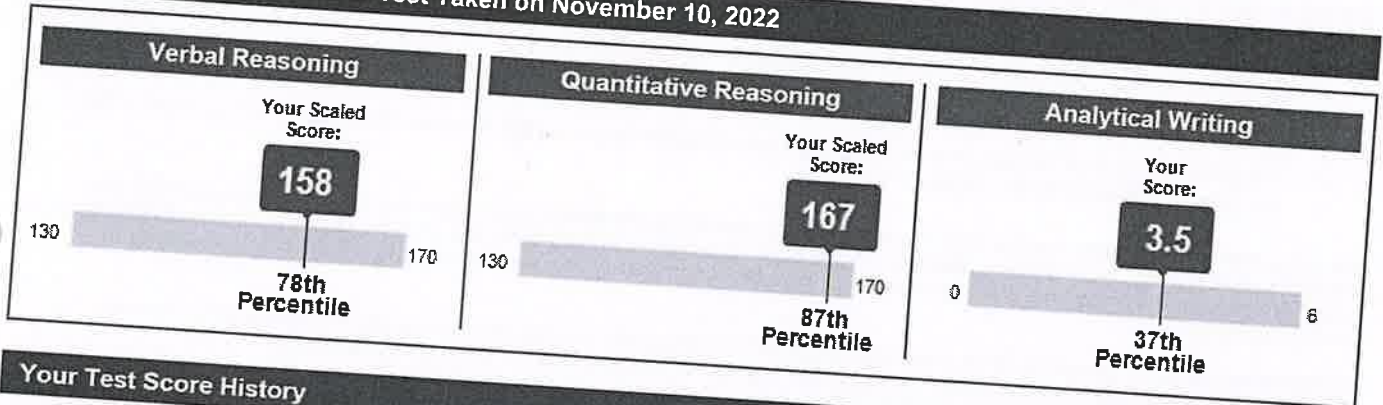 Test Taken on November 10, 2022
Verbal Reasoning
Your Scaled
Score:
158
130
170
78th
Percentile
Quantitative Reasoning
Your Scaled
Score:
167
130
170
87th
Percentile
Analytical Writing
Your
Score:
3.5
0
6
37th
Percentile
Your Test Score History